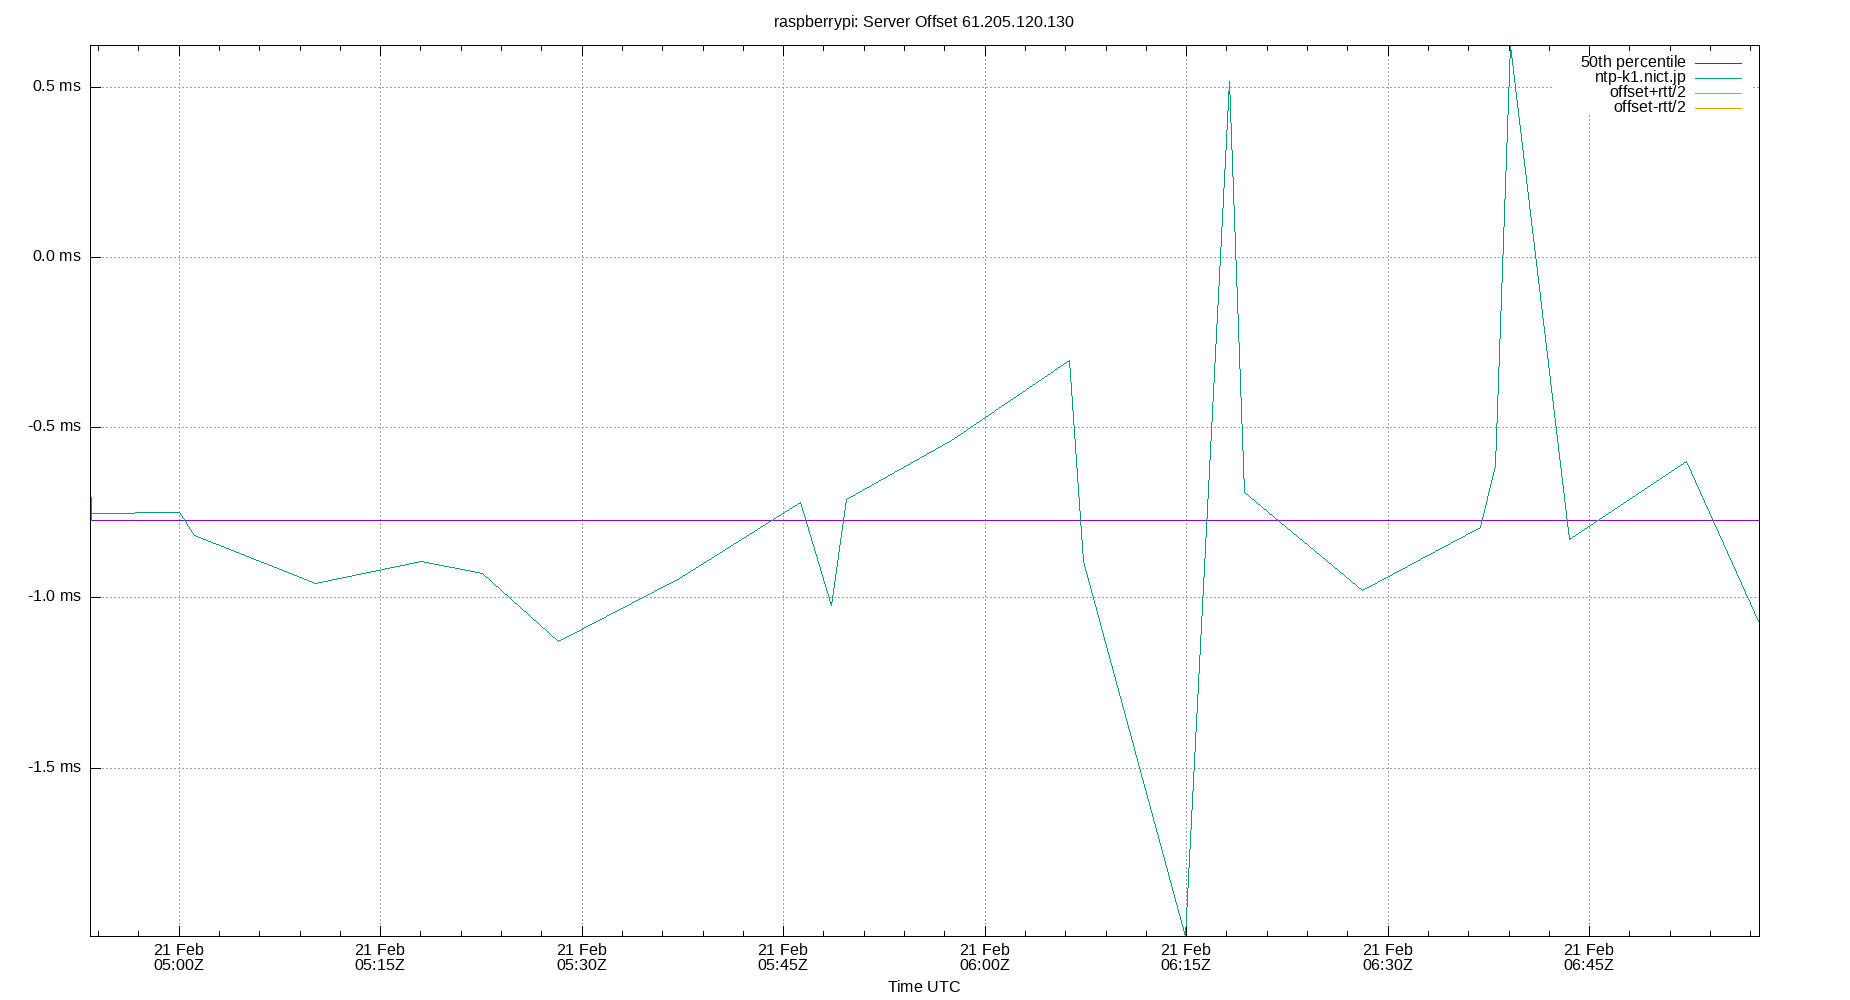 raspberrypi: Server Offset 61.205.120.130
50th percentile
ntp-k1.nict.jp
offset+rtt/2
offset-rtt/2
0.5 ms
0.0 ms
-0.5 ms
-1.0 ms
-1.5 ms
21 Feb 21 Feb 21 Feb 21 Feb 21 Feb 21 Feb 21 Feb 21 Feb
05:00Z 05:15Z 05:30Z 05:45Z 06:00Z 06:15Z 06:30Z 06:45Z
Time UTC